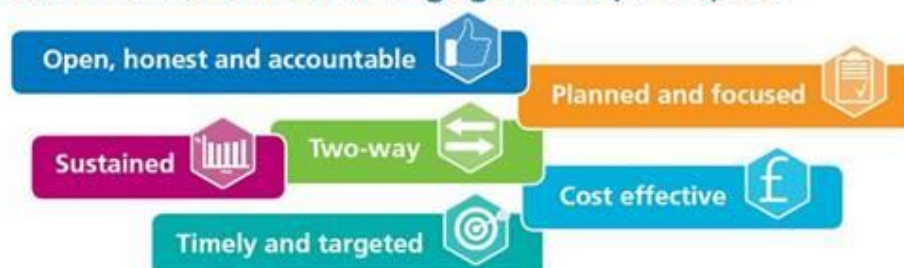 Open, honest and accountable
Planned and focused
Two-way
Sustained
Cost effective
£
Timely and targeted